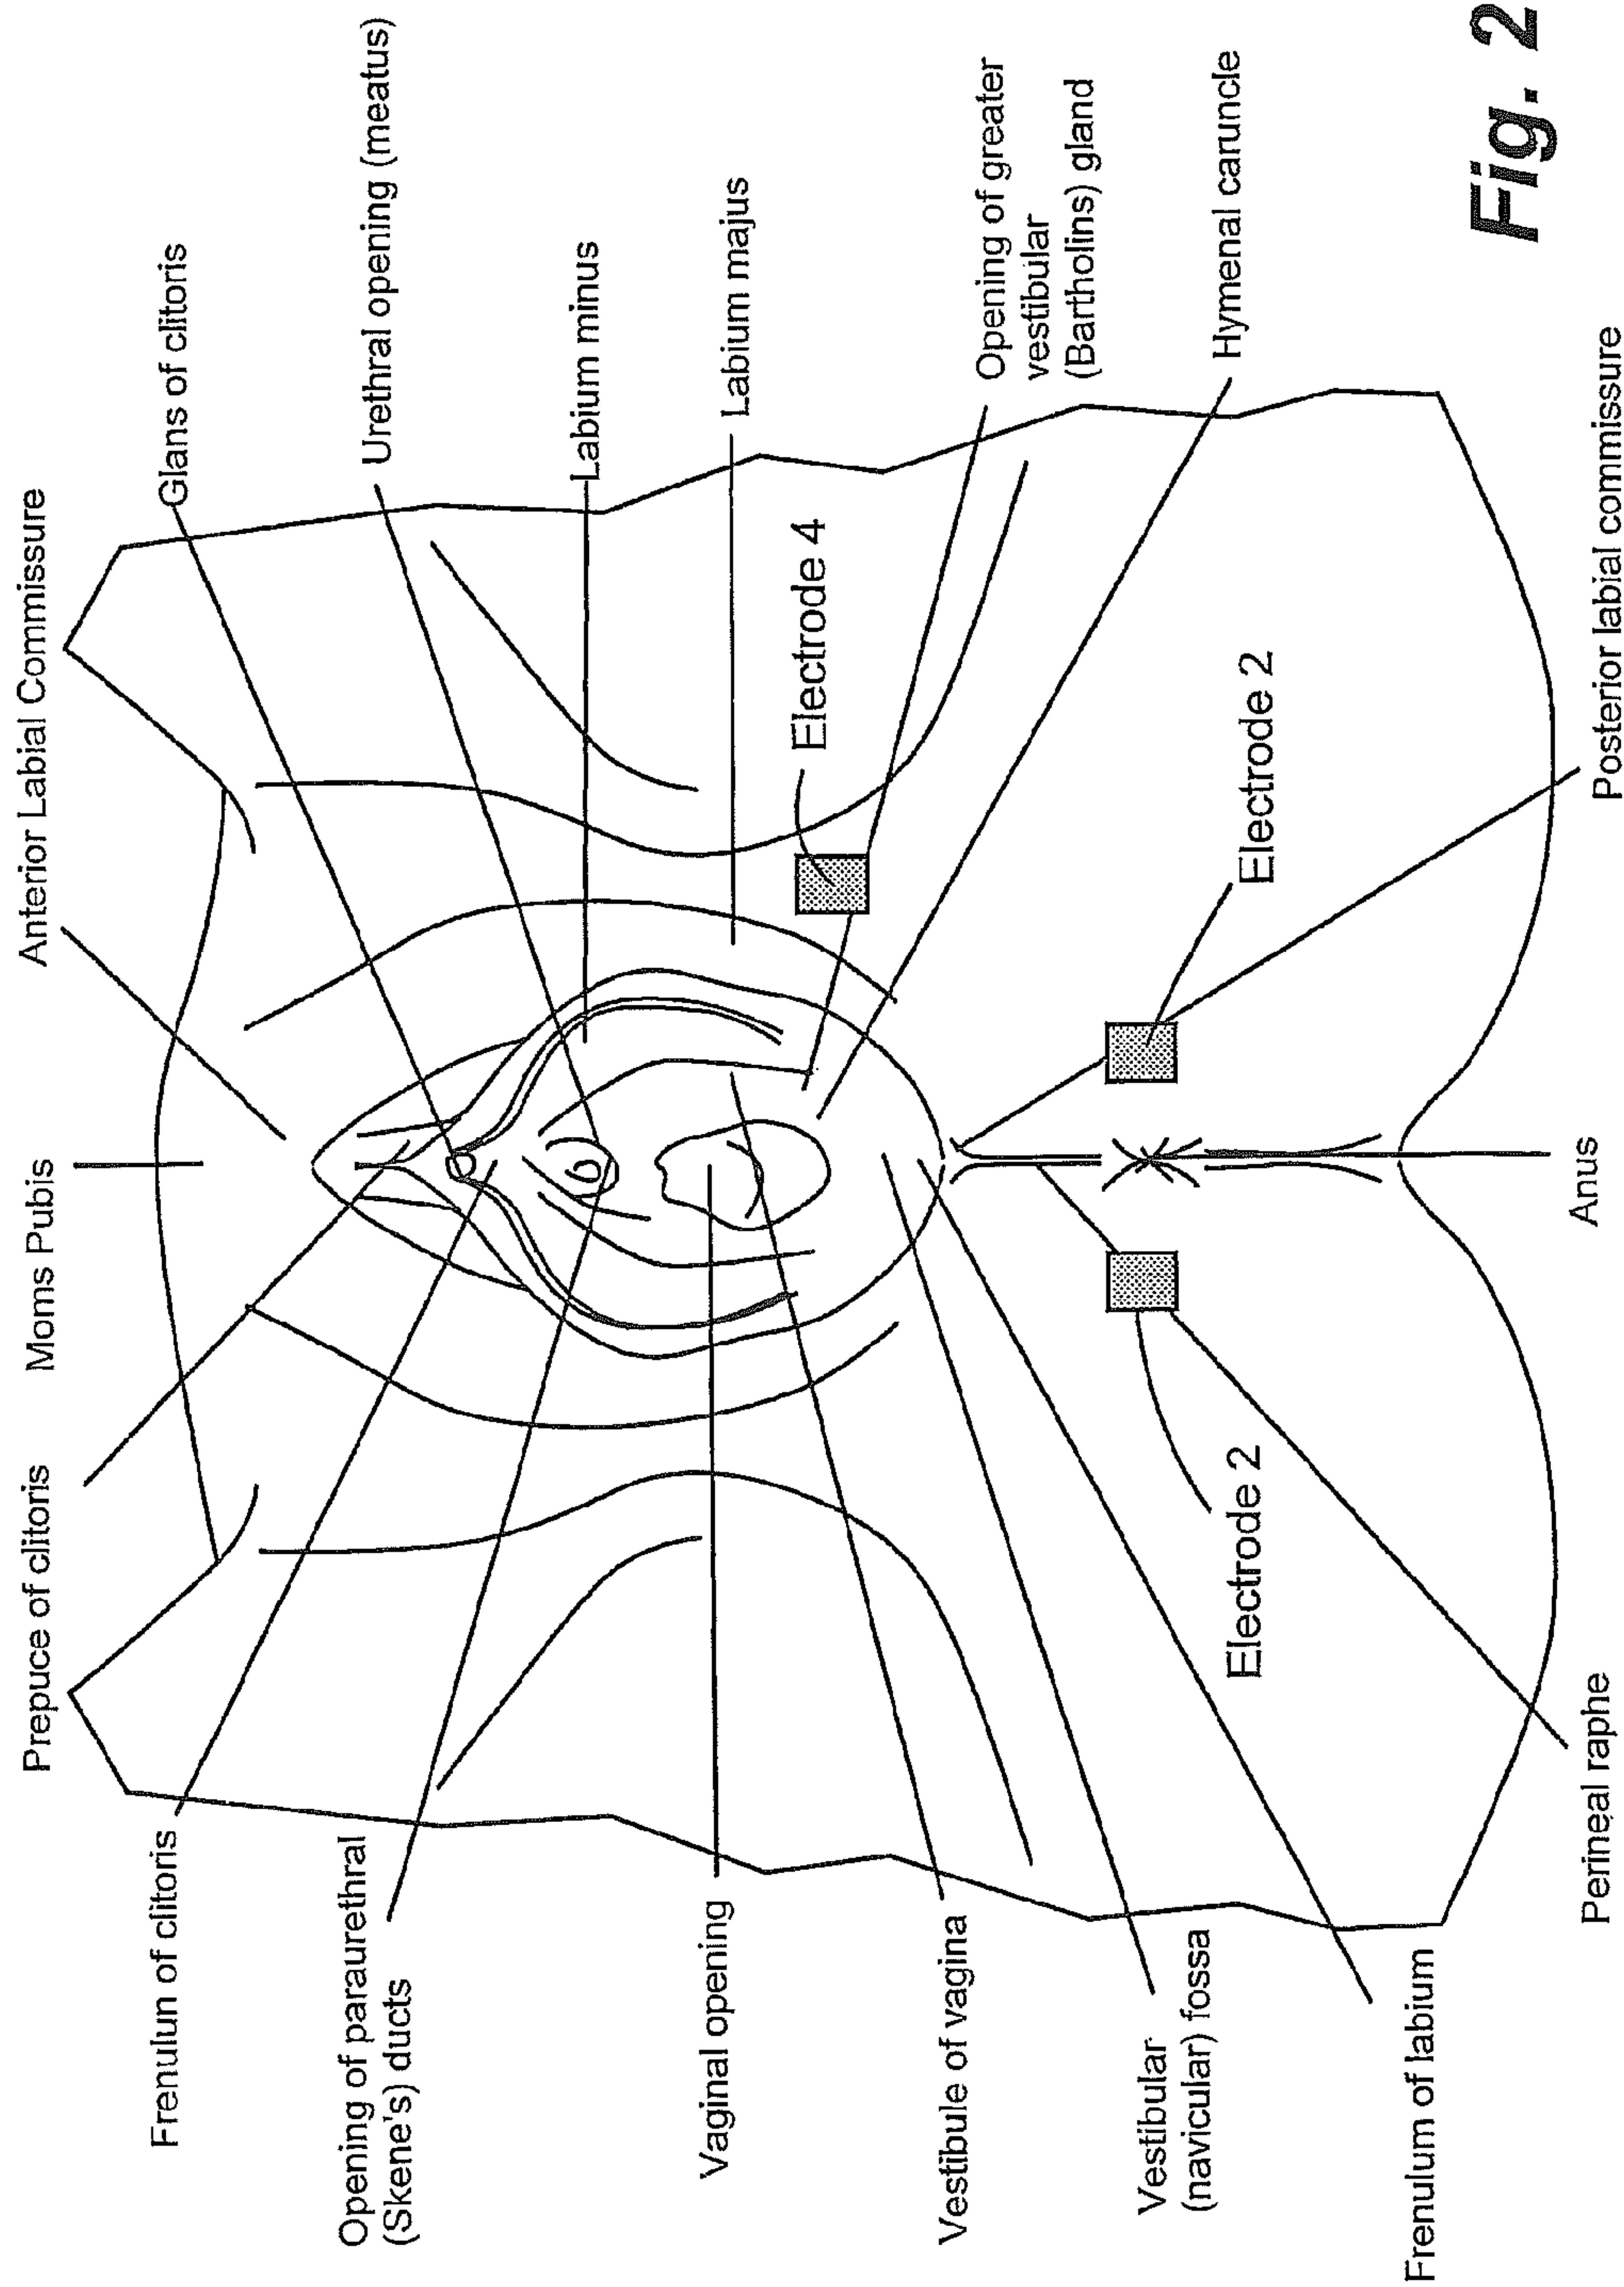 Anterior Labial Commissure
Moms Pubis
Prepuce of clitoris
Glans of clitoris
Urethral opening (meatus)
Labium minus
Labium majus
Electrode 4
Opening of greater
vestibular
(Bartholins) gland
Hymenal caruncle
Electrode 2
Posterior labial commissure
Anus
Perineal raphe
Electrode 2
Frenulun of clitoris
Opening of paraurethral
(Skene's) ducts
Vaginal opening
Vestibule of vagina
Vestibular
(navicular) fossa
Frenulum of labium
Fig. 2